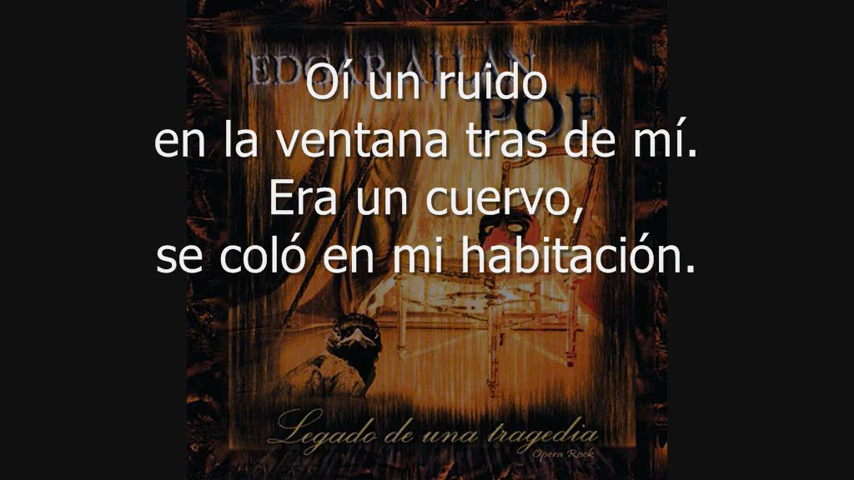 EDGAR ALLAN
POE
Oí un ruido
en la ventana tras de mí.
Era un cuervo,
se coló en mi habitación.
Legado de una tragedia
Opera Rock